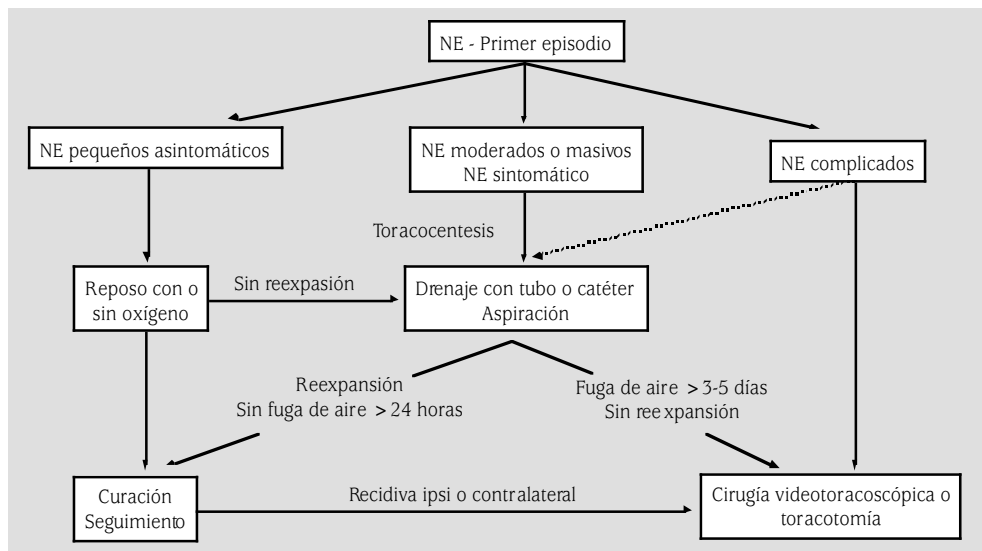 NE - Primer episodio
NE pequeños asintomáticos
NE moderados o masivos
NE sintomático
NE complicados
Toracocentesis
Reposo con o
sin oxígeno
Sin reexpasión
Drenaje con tubo o catéter
Aspiración
Reexpansión
Sin fuga de aire > 24 horas
Fuga de aire > 3-5 días
Sin reexpansión
Curación
Seguimiento
Recidiva ipsi o contralateral
Cirugía videotoracoscópica o
toracotomía